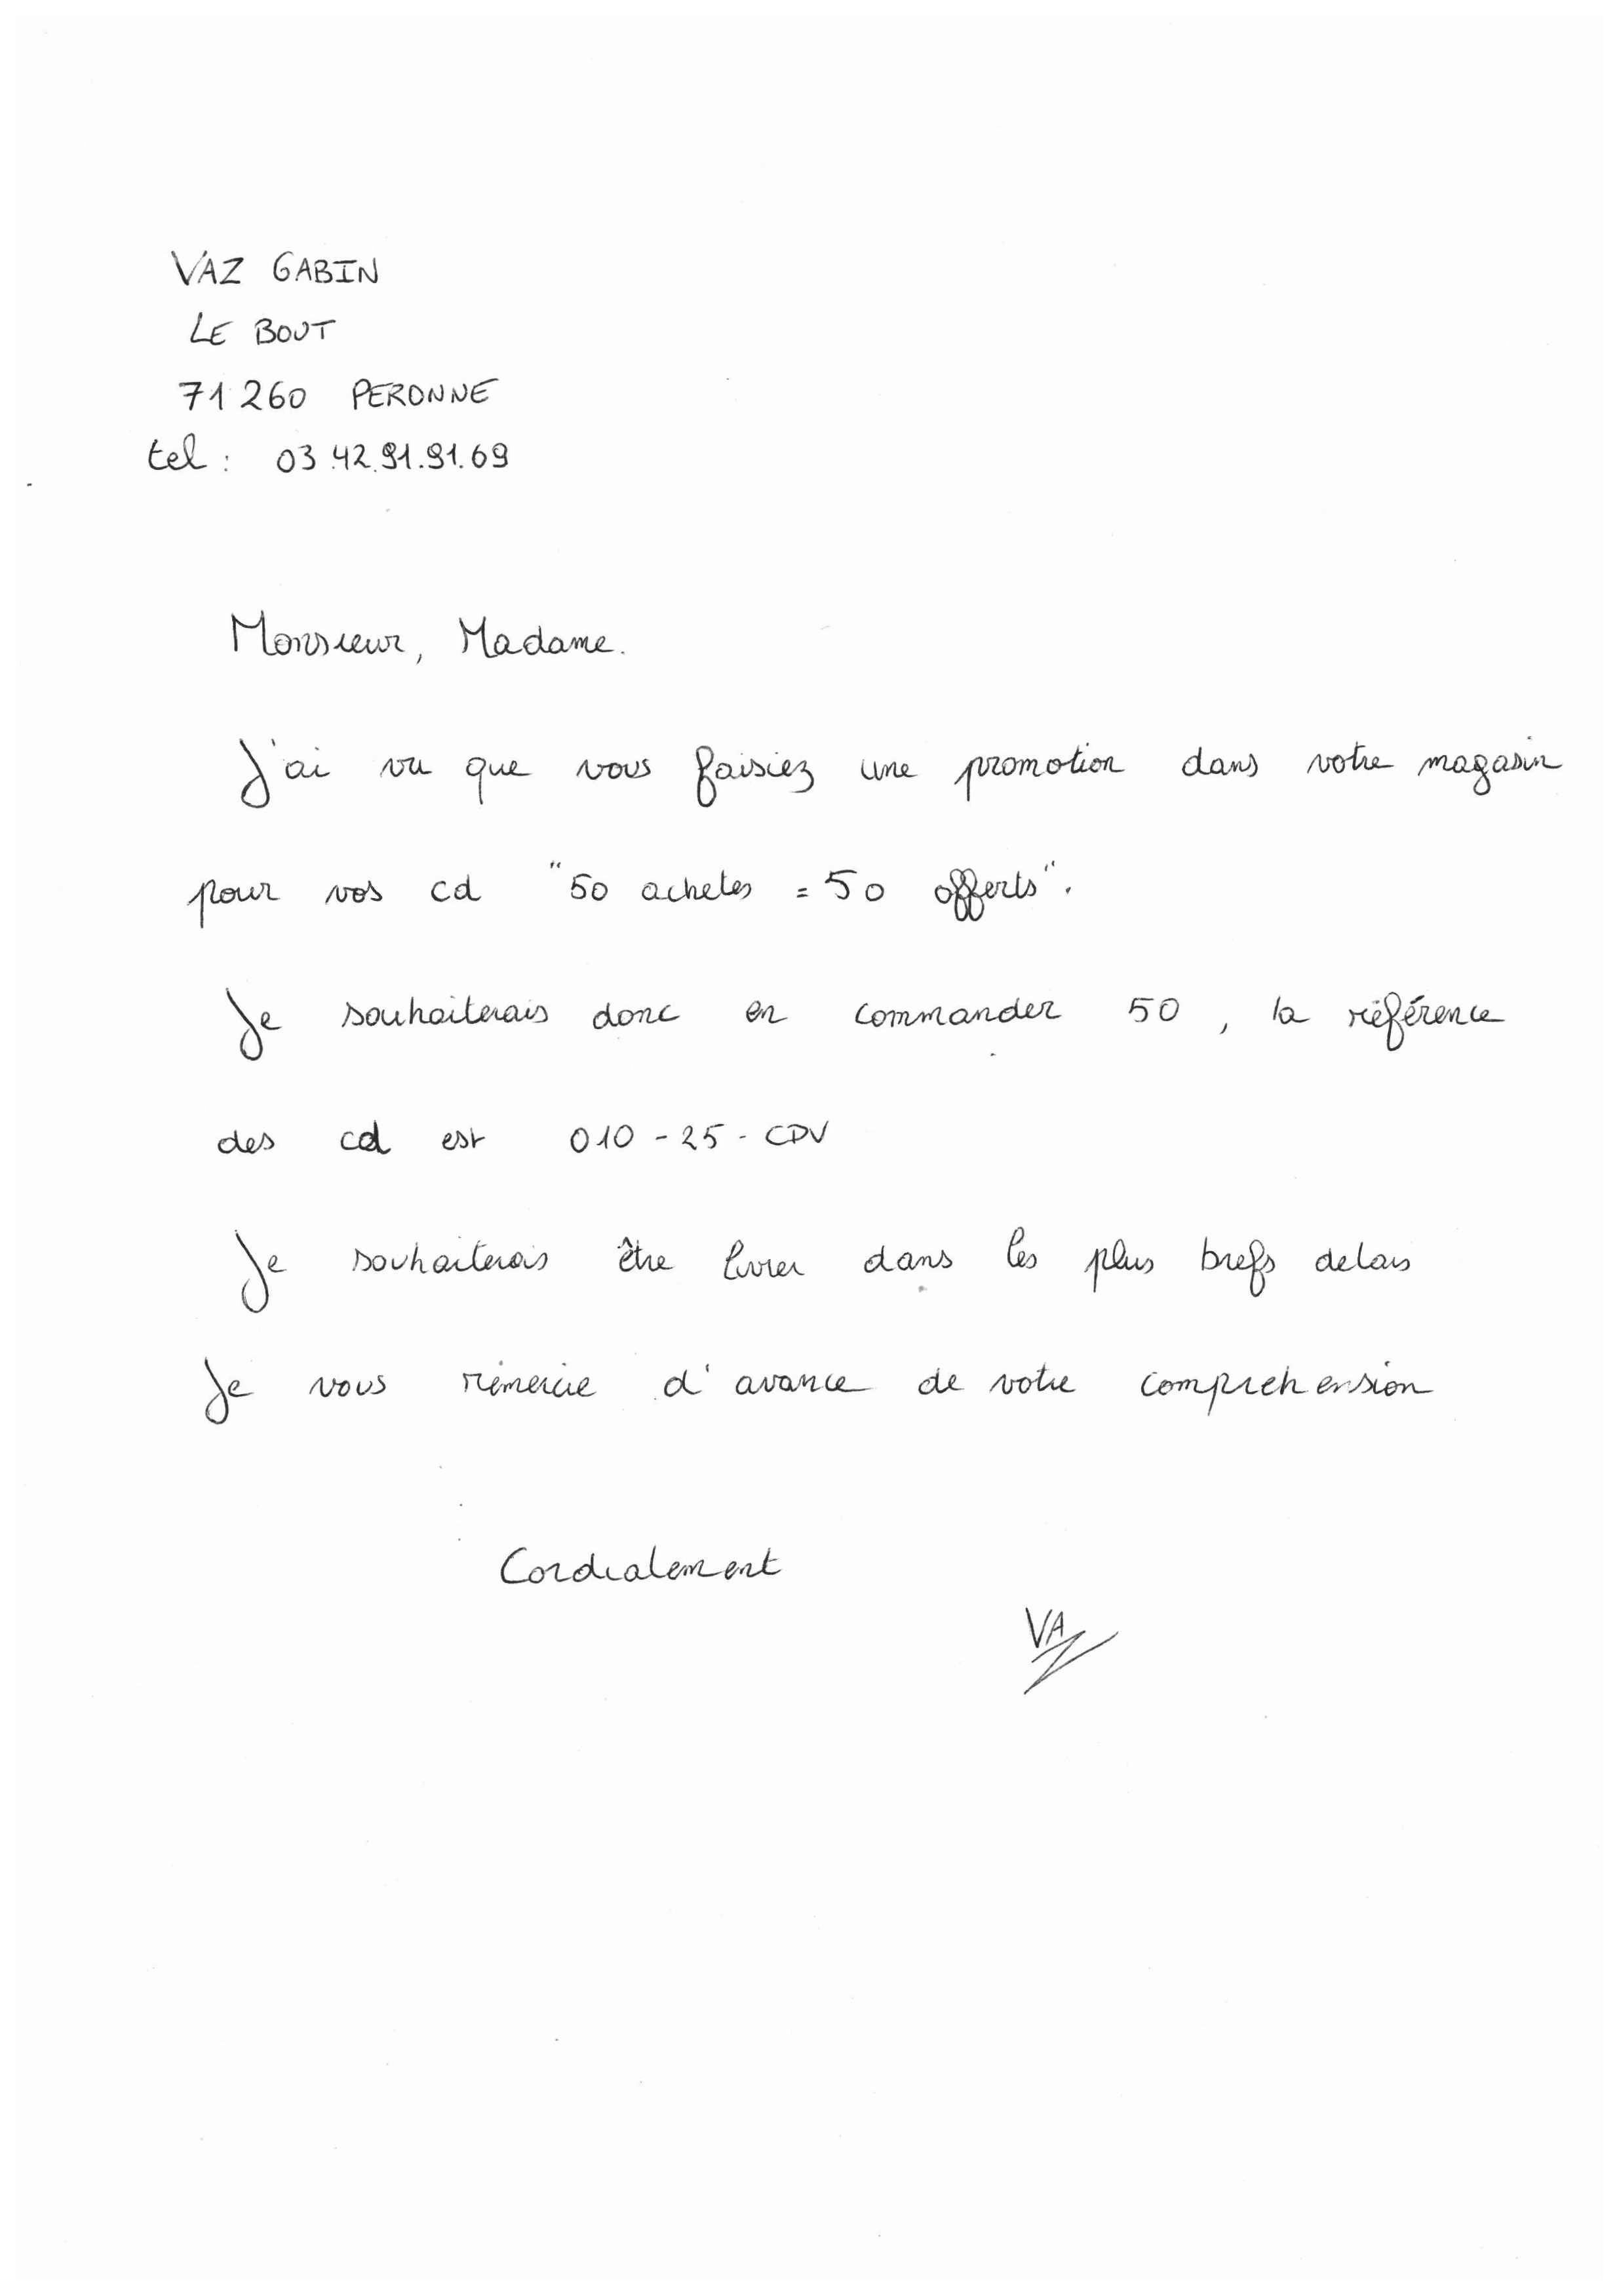 VAZ GABIN
LE BOUT
71260 PERONNE
tel : 03.42.91.91.69
Monsieur, Madame.
J'ai vu que vous faisiez une promotion dans votre magasin
pour vos cd "50 achetes = 50 offerts".
Je souhaiterais donc en commander 50, la référence
des cd est 010-25-CDV
Je souhaiterais être livrer dans les plus brefs delais
Je vous remercie d'avance de votre comprehension
Cordialement
VAZ